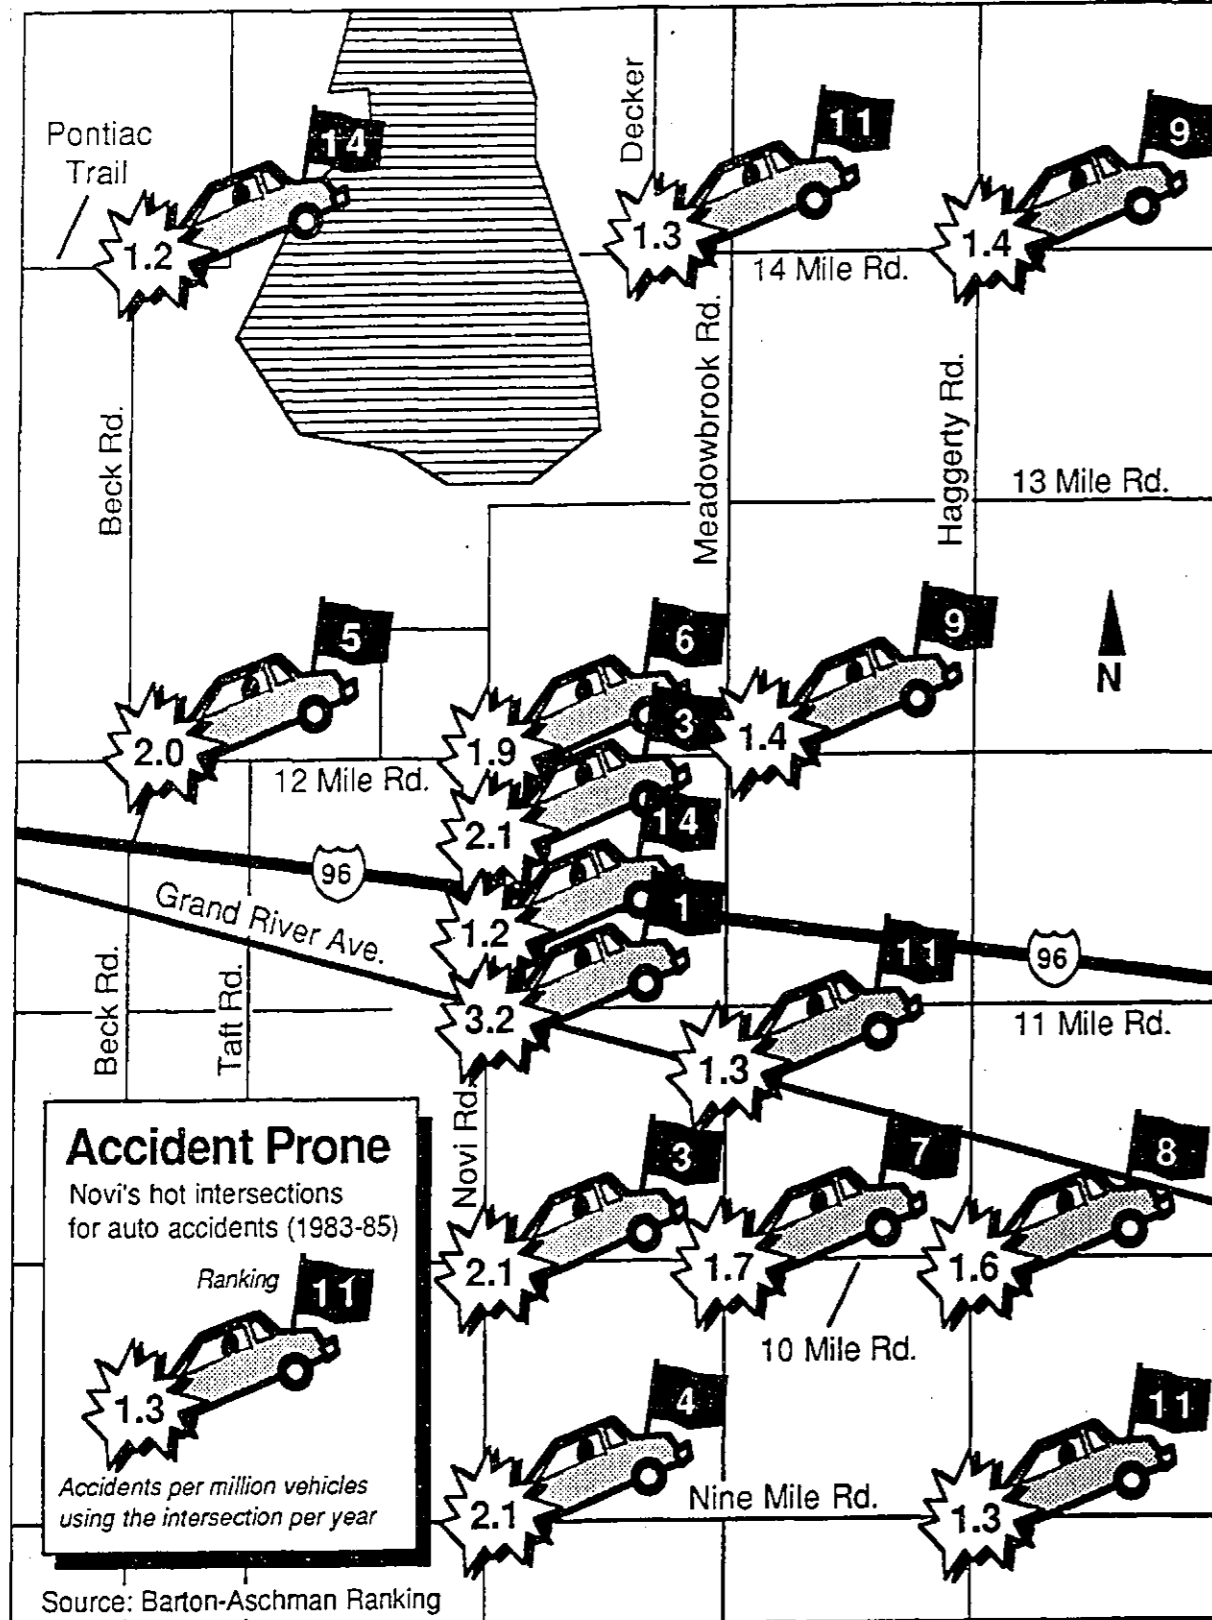 Pontiac
Trail
14
1.2
Decker
11
1.3
9
1.4
14 Mile Rd.
Beck Rd.
Meadowbrook Rd.
Haggerty Rd.
13 Mile Rd.
5
2.0
12 Mile Rd.
6
1.9
3
2.1
14
1.2
1
3.2
9
1.4
N
96
Grand River Ave.
96
11
1.3
11 Mile Rd.
Beck Rd.
Taft Rd.
Novi Rd.
3
2.1
7
1.7
8
1.6
10 Mile Rd.
4
2.1
Nine Mile Rd.
11
1.3
Accident Prone
Novi's hot intersections
for auto accidents (1983-85)
Ranking
11
1.3
Accidents per million vehicles
using the intersection per year
Source: Barton-Aschman Ranking